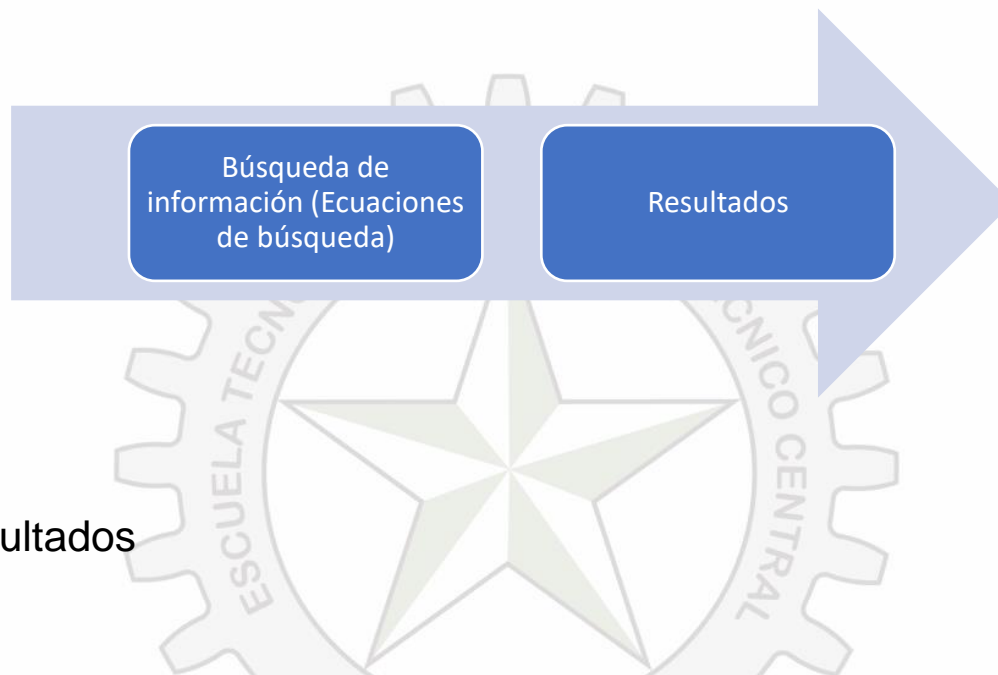 Búsqueda de
información (Ecuaciones
de búsqueda)
Resultados
ultados
ESCUELA TECN
CNICO CENTRAL